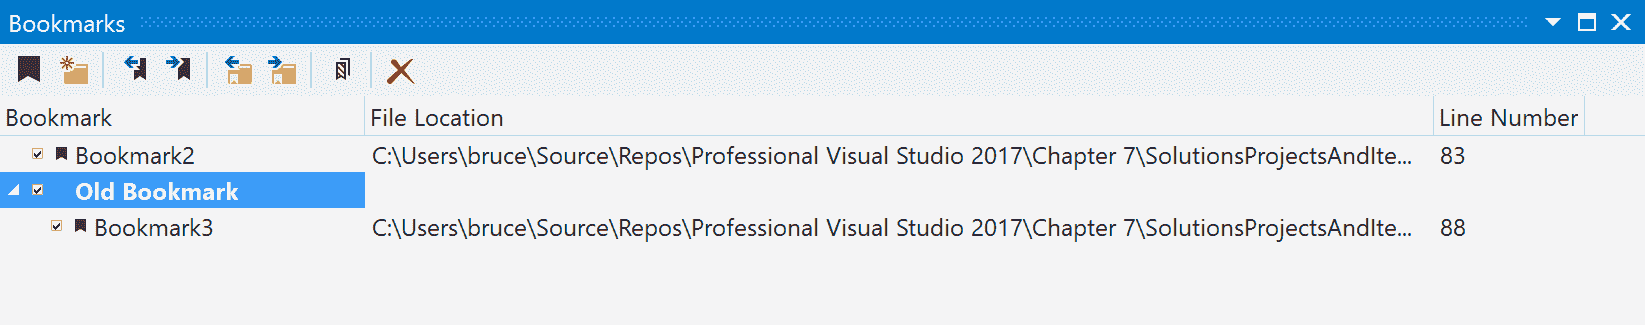 Bookmarks
Bookmark File Location Line Number
Bookmark2 C:\Users\bruce\Source\Repos\Professional Visual Studio 2017\Chapter 7\SolutionsProjectsAndIte... 83
Old Bookmark
Bookmark3 C:\Users\bruce\Source\Repos\Professional Visual Studio 2017\Chapter 7\SolutionsProjectsAndIte... 88